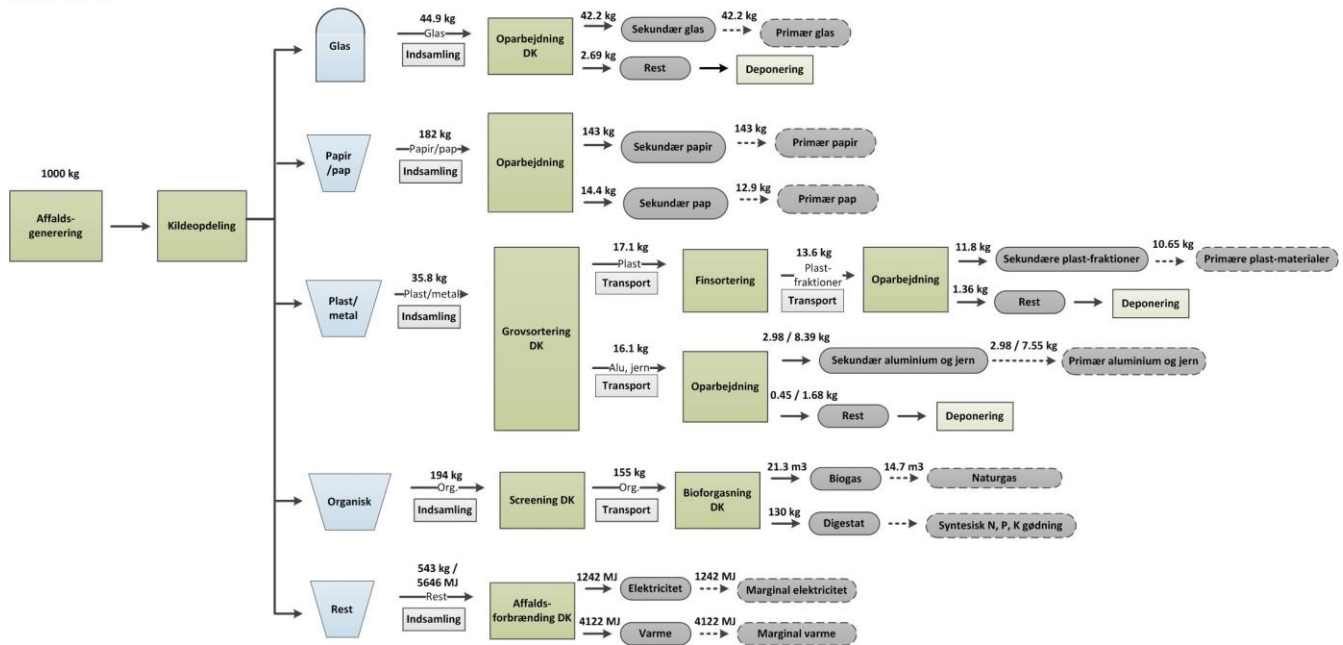 1000 kg
Affalds-
generering
Kildeopdeling
Glas
44.9 kg
Glas
Indsamling
Oparbejdning
DK
42.2 kg
Sekundær glas
42.2 kg
Primær glas
2.69 kg
Rest
Deponering
Papir
/pap
182 kg
Papir/pap
Indsamling
Oparbejdning
143 kg
Sekundær papir
143 kg
Primær papir
14.4 kg
Sekundær pap
12.9 kg
Primær pap
Plast/
metal
35.8 kg
Plast/metal
Indsamling
Grovsortering
DK
17.1 kg
Plast
Transport
Finsortering
13.6 kg
Plast-
fraktioner
Transport
Oparbejdning
11.8 kg
Sekundære plast-fraktioner
10.65 kg
Primære plast-materialer
1.36 kg
Rest
Deponering
16.1 kg
Alu, jern
Transport
Oparbejdning
2.98 / 8.39 kg
Sekundær aluminium og jern
2.98 / 7.55 kg
Primær aluminium og jern
0.45 / 1.68 kg
Rest
Deponering
Organisk
194 kg
Org.
Indsamling
Screening DK
155 kg
Org.
Transport
Bioforgasning
DK
21.3 m3
Biogas
14.7 m3
Naturgas
130 kg
Digestat
Syntesisk N, P, K gødning
Rest
543 kg /
5646 MJ
Rest
Indsamling
Affalds-
forbrænding DK
1242 MJ
Elektricitet
1242 MJ
Marginal elektricitet
4122 MJ
Varme
4122 MJ
Marginal varme